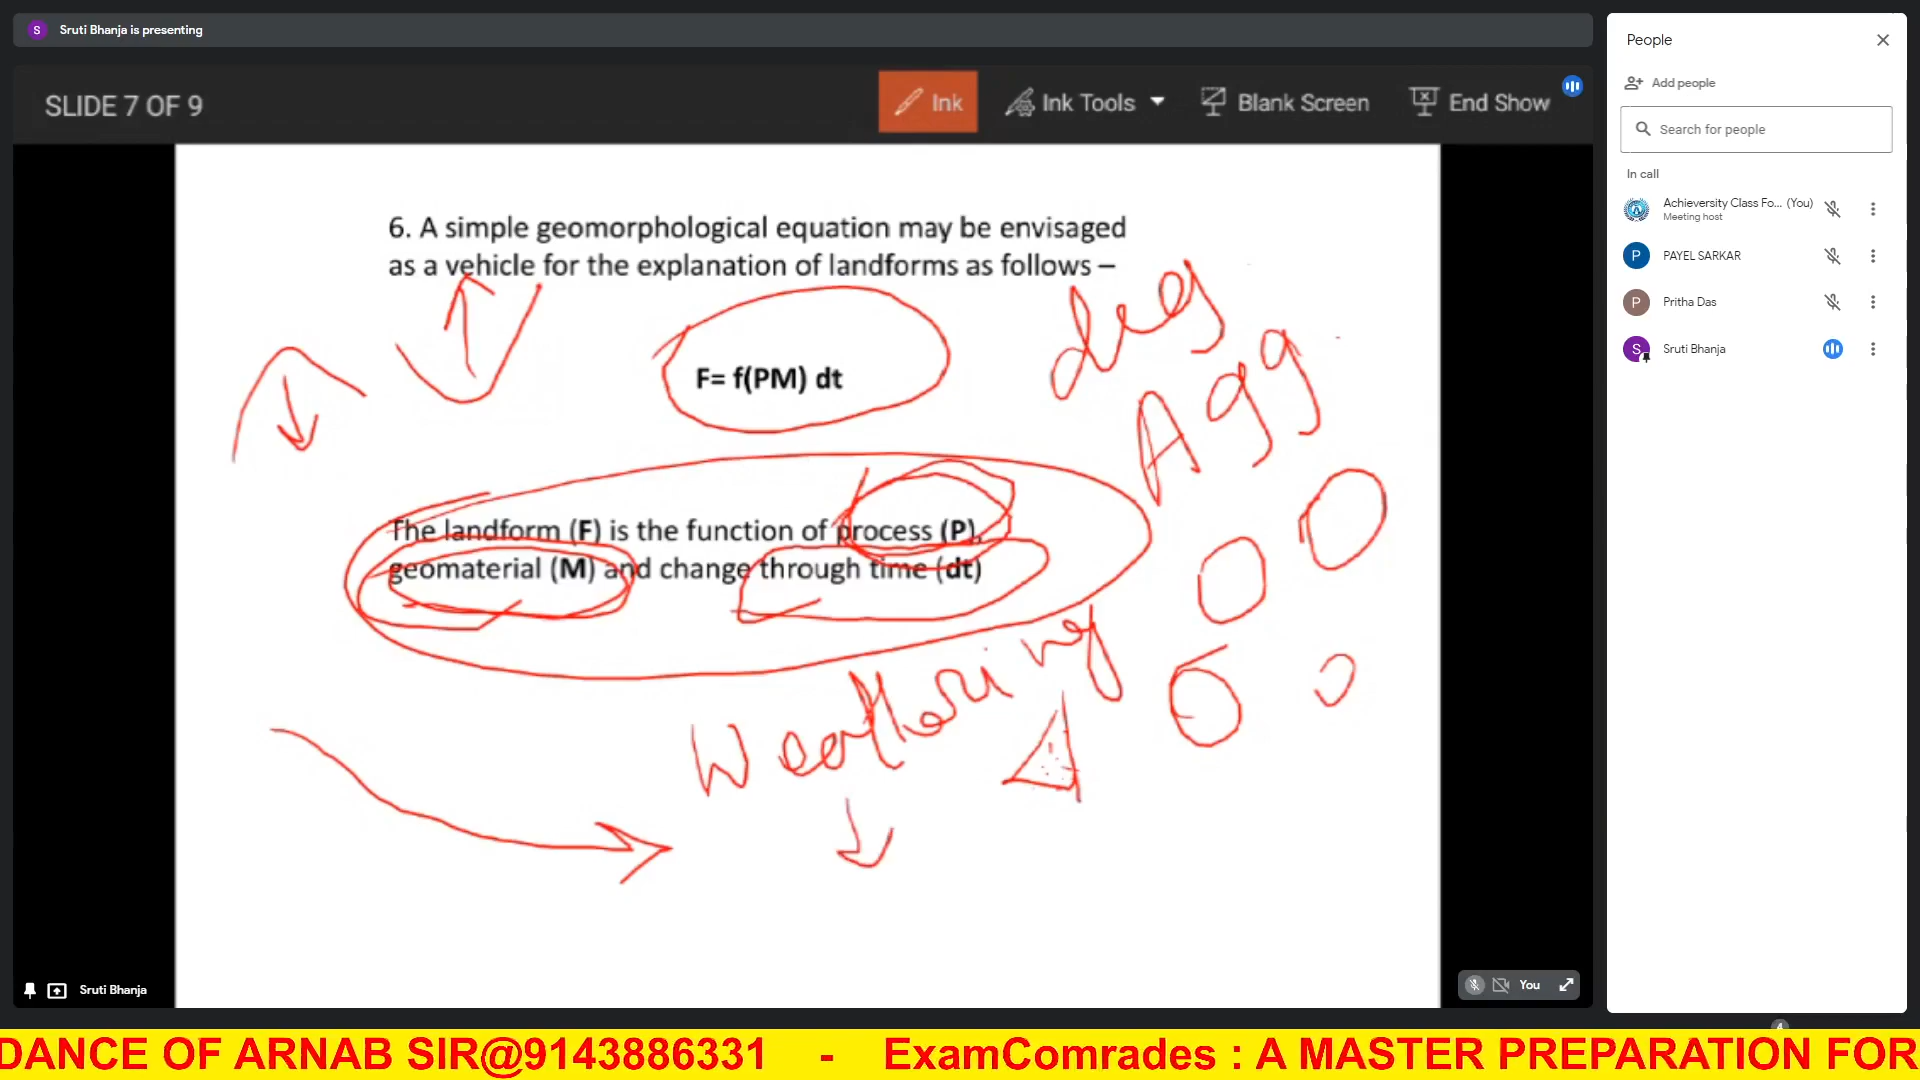 S Sruti Bhanja is presenting
SLIDE 7 OF 9
Ink
Ink Tools
Blank Screen
End Show
6. A simple geomorphological equation may be envisaged
as a vehicle for the explanation of landforms as follows –
F= f(PM) dt
The landform (F) is the function of process (P),
geomaterial (M) and change through time (dt)
deg
Agg
Weathering
Sruti Bhanja
You
People
Add people
Search for people
In call
Achieversity Class Fo... (You)
Meeting host
P PAYEL SARKAR
P Pritha Das
S Sruti Bhanja
4
DANCE OF ARNAB SIR@9143886331 - ExamComrades : A MASTER PREPARATION FOR